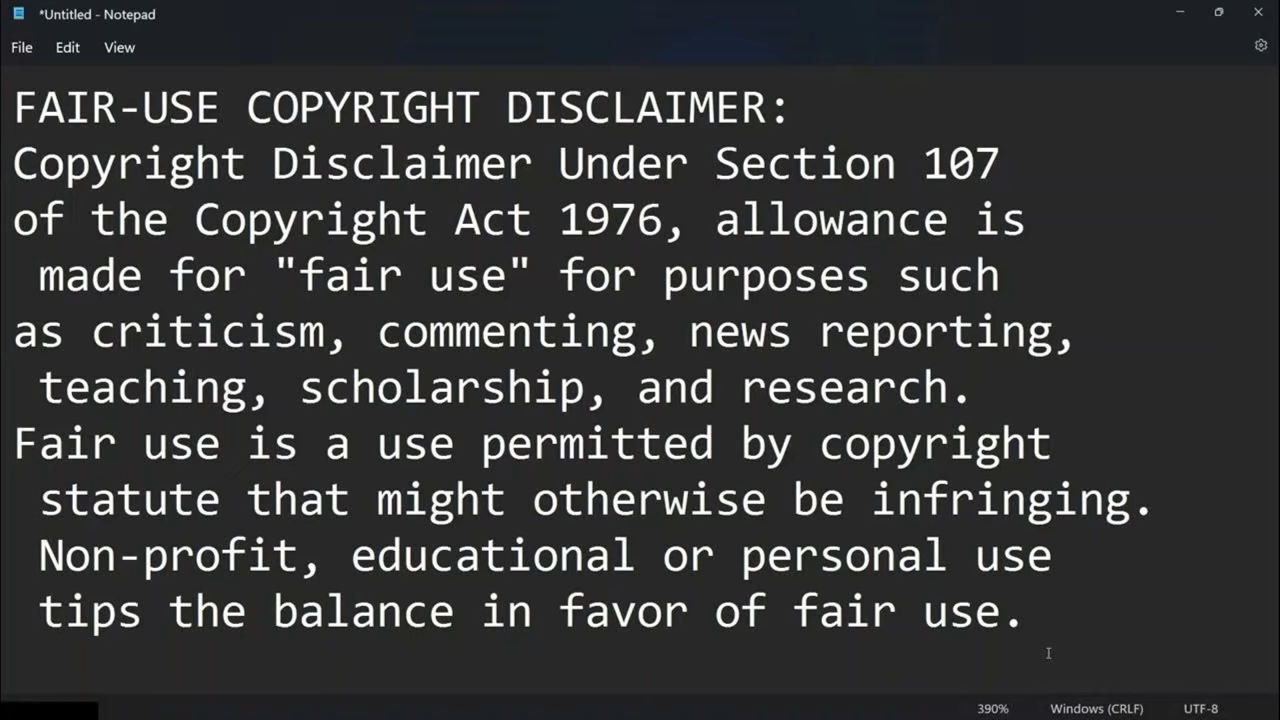 *Untitled - Notepad
File Edit View
FAIR-USE COPYRIGHT DISCLAIMER:
Copyright Disclaimer Under Section 107
of the Copyright Act 1976, allowance is
made for "fair use" for purposes such
as criticism, commenting, news reporting,
teaching, scholarship, and research.
Fair use is a use permitted by copyright
statute that might otherwise be infringing.
Non-profit, educational or personal use
tips the balance in favor of fair use.
390% Windows (CRLF) UTF-8